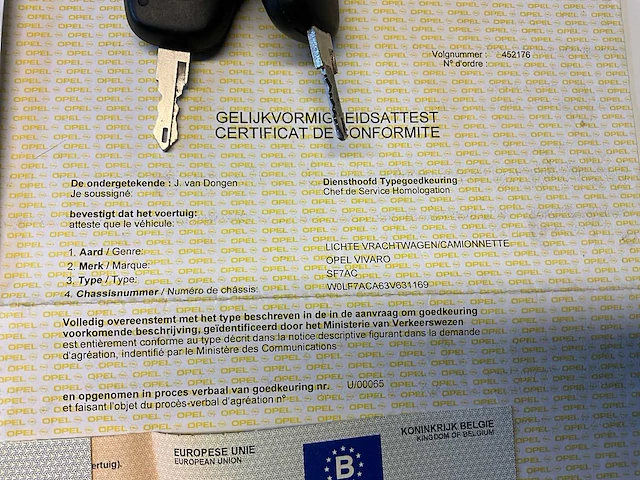 Volgnummer : 452176
N° d'ordre
GELIJKVORMIGHEIDSATTEST
CERTIFICAT DE CONFORMITE
De ondergetekende : J. van Dongen Diensthoofd Typegoedkeuring
Je soussigné: Chef de Service Homologation
bevestigt dat het voertuig:
atteste que le véhicule:
1. Aard / Genre: LICHTE VRACHTWAGEN/CAMIONNETTE
2. Merk / Marque: OPEL VIVARO
3. Type / Type: SF7AC
4. Chassisnummer / Numéro de châssis: W0LF7ACA63V631169
Volledig overeenstemt met het type beschreven in de in de aanvraag om goedkeuring
voorkomende beschrijving, geïdentificeerd door het Ministerie van Verkeerswezen
est entièrement conforme au type décrit dans la notice descriptive figurant dans la demande
d'agréation, indentifié par le Ministère des Communications
en opgenomen in proces verbaal van goedkeuring nr. U/00065
et faisant l'objet du procès-verbal d'agréation n°
ertuig).
EUROPESE UNIE
EUROPEAN UNION
B
KONINKRIJK BELGIE
KINGDOM OF BELGIUM